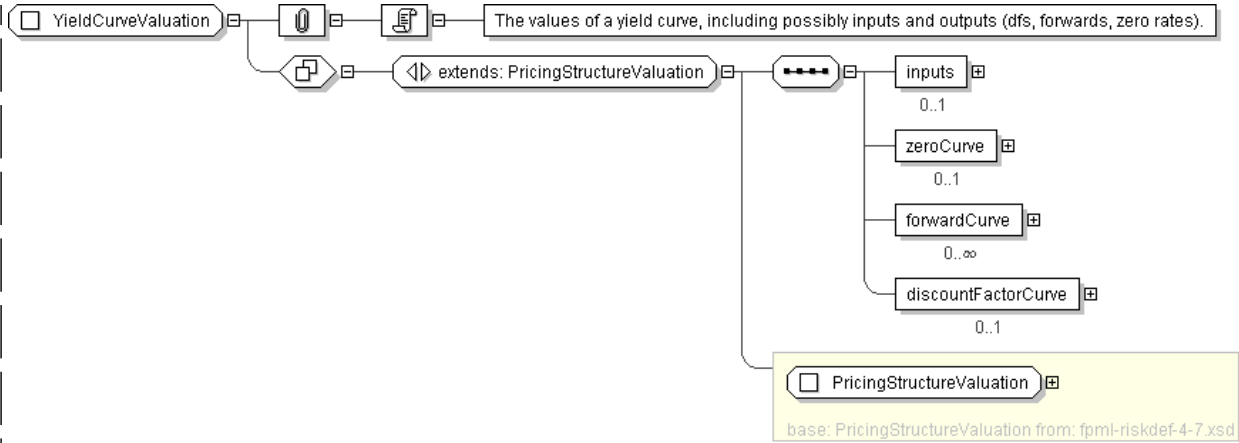 YieldCurveValuation
The values of a yield curve, including possibly inputs and outputs (dfs, forwards, zero rates).
extends: PricingStructureValuation
inputs
0..1
zeroCurve
0..1
forwardCurve
0..∞
discountFactorCurve
0..1
PricingStructureValuation
base: PricingStructureValuation from: fpml-riskdef-4-7.xsd